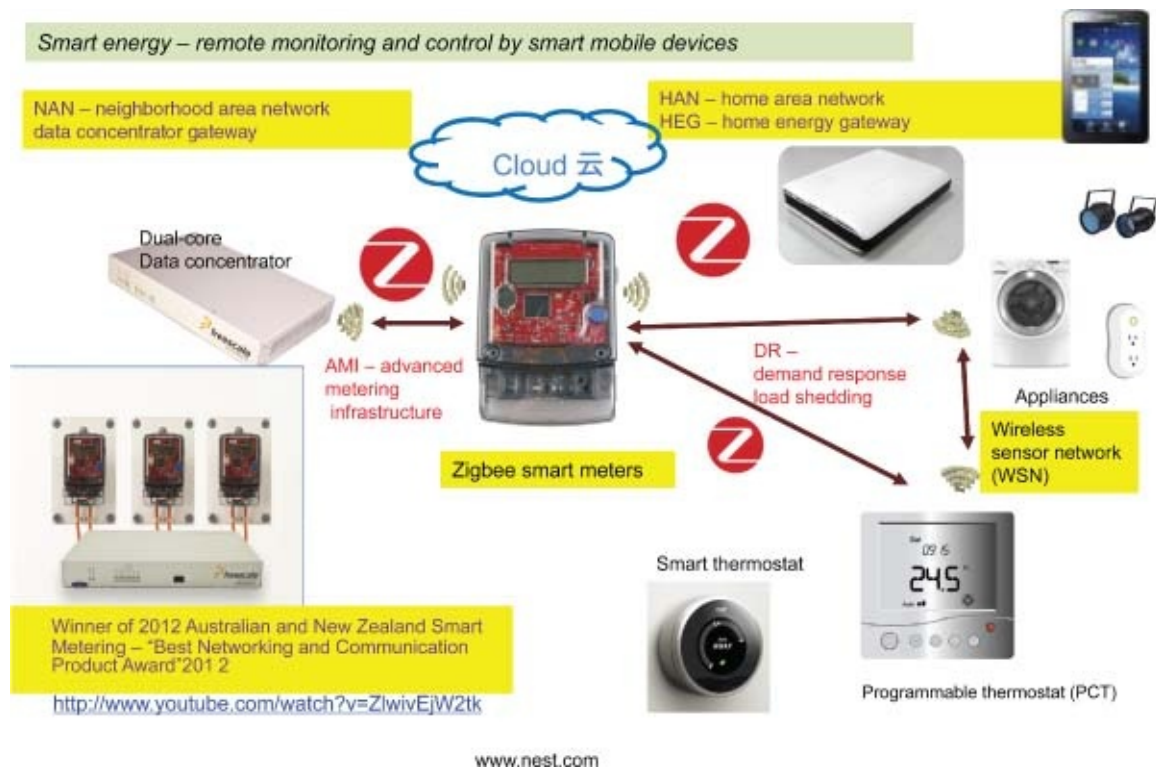 Smart energy – remote monitoring and control by smart mobile devices
NAN – neighborhood area network
data concentrator gateway
HAN – home area network
HEG – home energy gateway
Cloud 云
Dual-core
Data concentrator
freescale
AMI – advanced
metering
infrastructure
DR –
demand response
load shedding
Appliances
Wireless
sensor network
(WSN)
Zigbee smart meters
freescale
Smart thermostat
09 15
24.5
Programmable thermostat (PCT)
Winner of 2012 Australian and New Zealand Smart
Metering – “Best Networking and Communication
Product Award”201 2
http://www.youtube.com/watch?v=ZlwivEjW2tk
www.nest.com